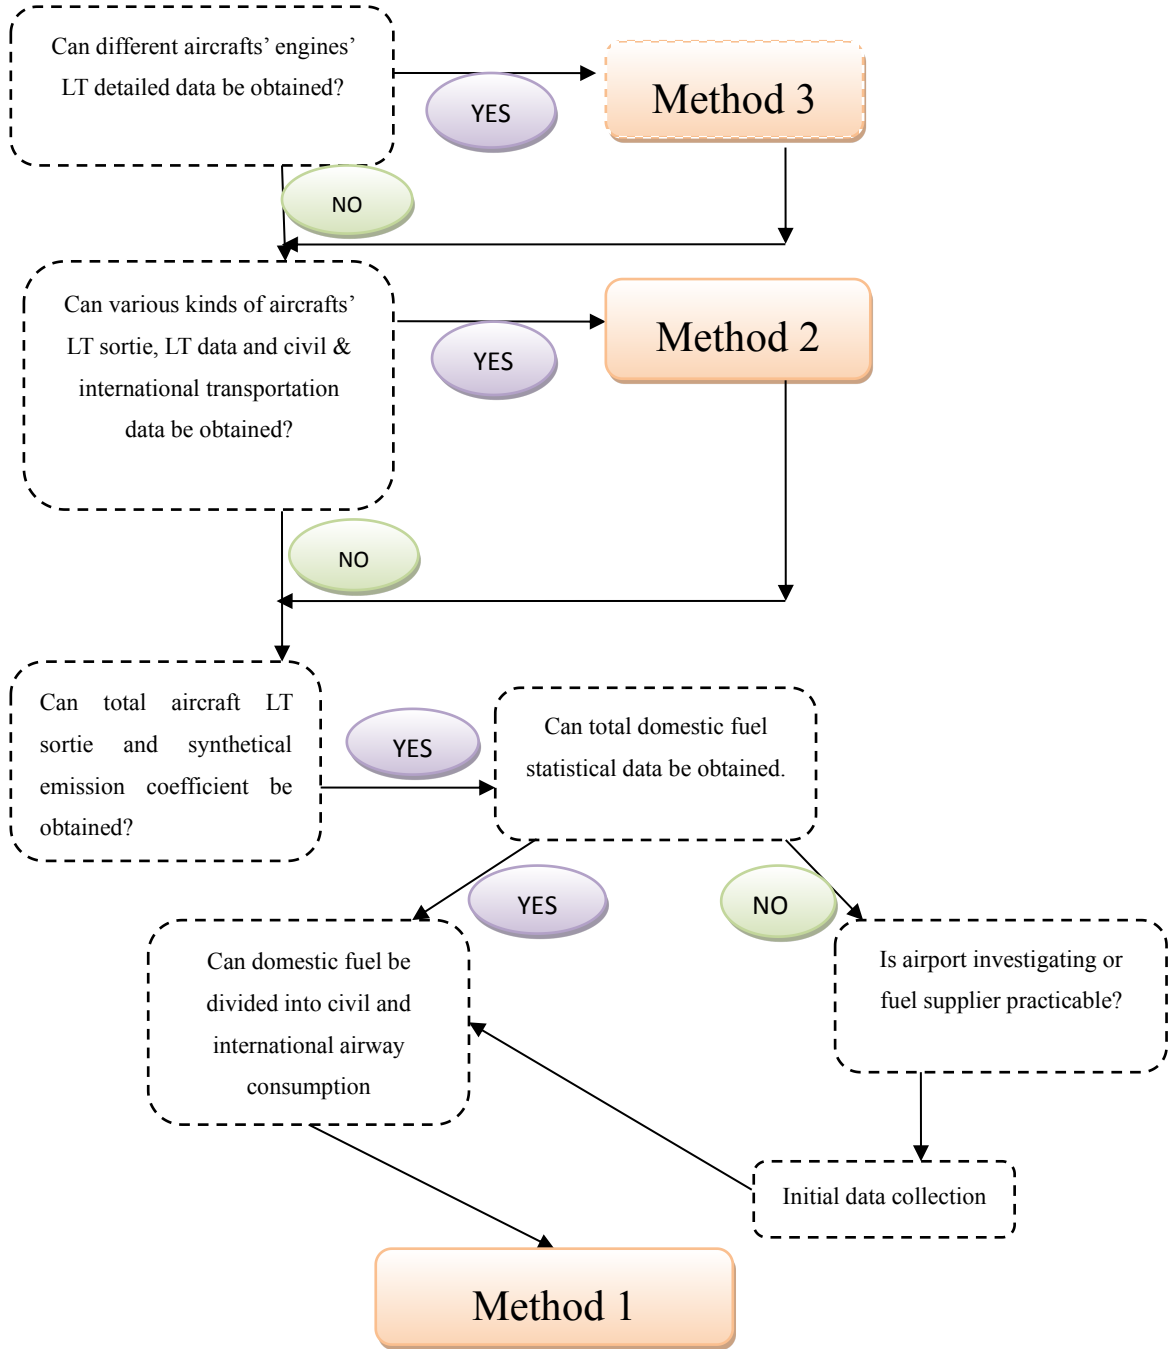 Can different aircrafts’ engines’
LT detailed data be obtained?
YES
Method 3
NO
Can various kinds of aircrafts’
LT sortie, LT data and civil &
international transportation
data be obtained?
YES
Method 2
NO
Can total aircraft LT
sortie and synthetical
emission coefficient be
obtained?
YES
Can total domestic fuel
statistical data be obtained.
YES
NO
Can domestic fuel be
divided into civil and
international airway
consumption
Is airport investigating or
fuel supplier practicable?
Initial data collection
Method 1